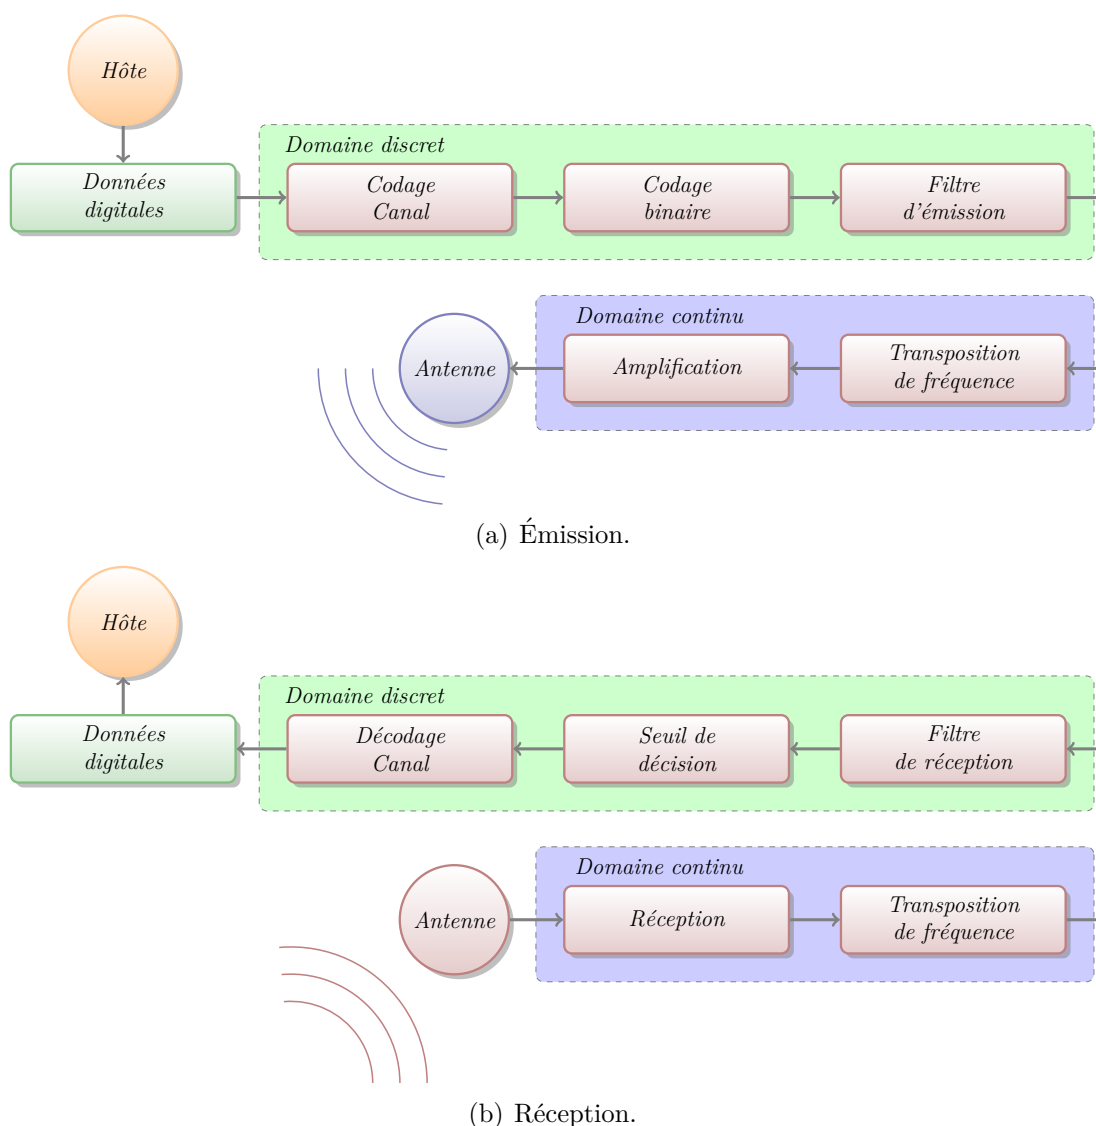 Hôte
Domaine discret
Données
digitales
Codage
Canal
Codage
binaire
Filtre
d'émission
Domaine continu
Antenne
Amplification
Transposition
de fréquence
(a) Émission.
Hôte
Domaine discret
Données
digitales
Décodage
Canal
Seuil de
décision
Filtre
de réception
Domaine continu
Antenne
Réception
Transposition
de fréquence
(b) Réception.